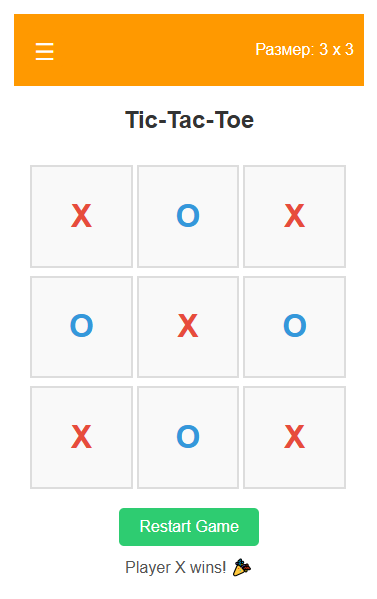 ☰ Размер: 3 x 3
Tic-Tac-Toe
X O X
O X O
X O X
Restart Game
Player X wins! 🎉